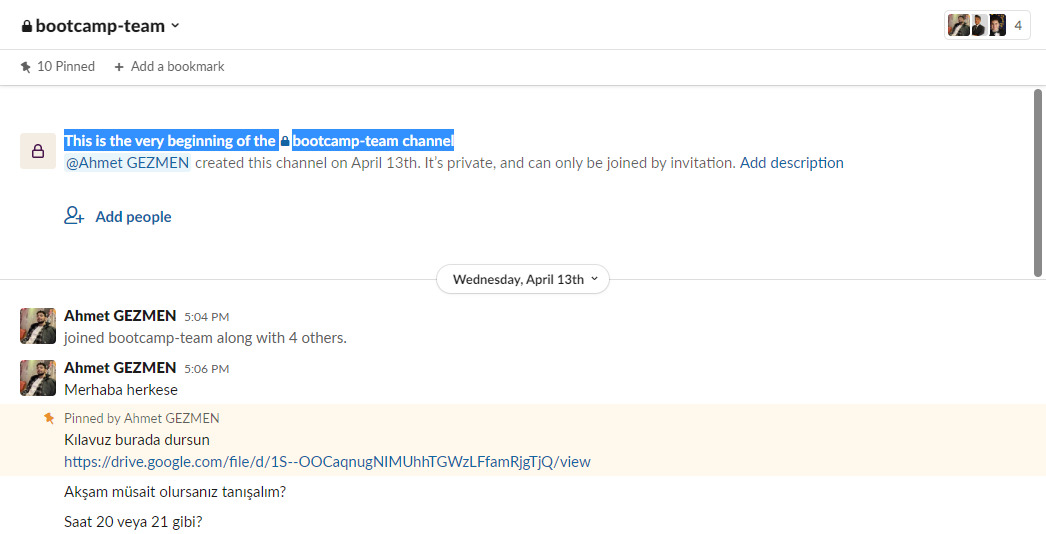 bootcamp-team
4
10 Pinned + Add a bookmark
This is the very beginning of the bootcamp-team channel
@Ahmet GEZMEN created this channel on April 13th. It’s private, and can only be joined by invitation. Add description
Add people
Wednesday, April 13th
Ahmet GEZMEN 5:04 PM
joined bootcamp-team along with 4 others.
Ahmet GEZMEN 5:06 PM
Merhaba herkese
Pinned by Ahmet GEZMEN
Kılavuz burada dursun
https://drive.google.com/file/d/1S--OOCaqnugNIMUhhTGWzLFfamRjgTjQ/view
Akşam müsait olursanız tanışalım?
Saat 20 veya 21 gibi?